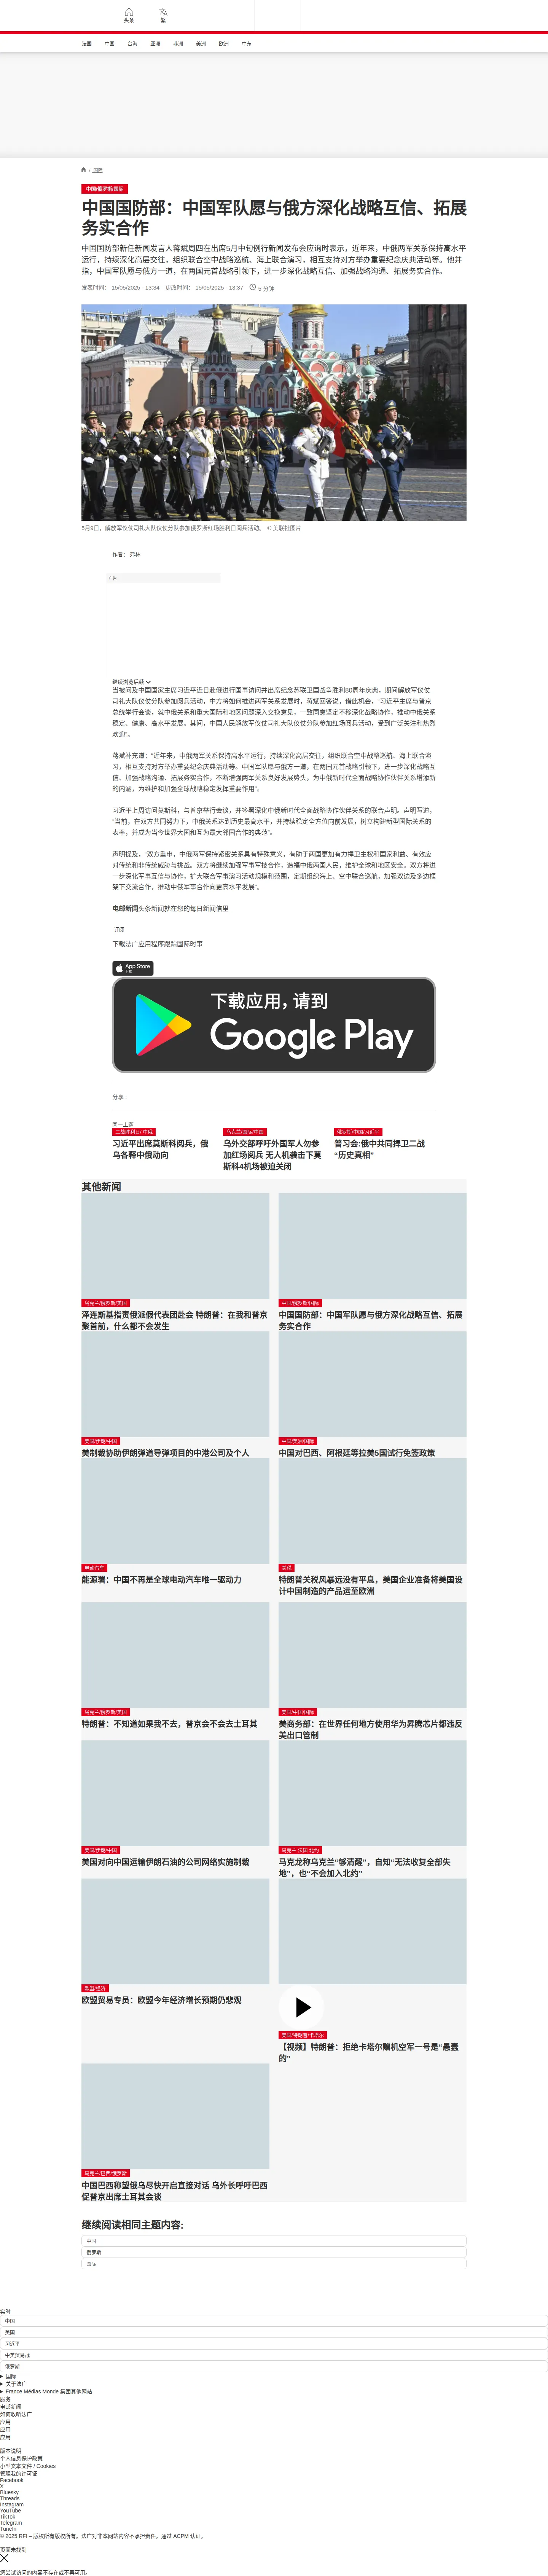 头条
繁
法国
中国
台海
亚洲
非洲
美洲
欧洲
中东
/ 国际
中国/俄罗斯/国际
中国国防部：中国军队愿与俄方深化战略互信、拓展
务实合作
中国国防部新任新闻发言人蒋斌周四在出席5月中旬例行新闻发布会应询时表示，近年来，中俄两军关系保持高水平
运行，持续深化高层交往，组织联合空中战略巡航、海上联合演习，相互支持对方举办重要纪念庆典活动等。他并
指，中国军队愿与俄方一道，在两国元首战略引领下，进一步深化战略互信、加强战略沟通、拓展务实合作。
发表时间： 15/05/2025 - 13:34 更改时间： 15/05/2025 - 13:37 5 分钟
5月9日，解放军仪仗司礼大队仪仗分队参加俄罗斯红场胜利日阅兵活动。 © 美联社图片
作者： 弗林
广告
继续浏览后续
当被问及中国国家主席习近平近日赴俄进行国事访问并出席纪念苏联卫国战争胜利80周年庆典，期间解放军仪仗
司礼大队仪仗分队参加阅兵活动，中方将如何推进两军关系发展时，蒋斌回答说，借此机会，“习近平主席与普京
总统举行会谈，就中俄关系和重大国际和地区问题深入交换意见，一致同意坚定不移深化战略协作，推动中俄关系
稳定、健康、高水平发展。其间，中国人民解放军仪仗司礼大队仪仗分队参加红场阅兵活动，受到广泛关注和热烈
欢迎”。
蒋斌补充道：“近年来，中俄两军关系保持高水平运行，持续深化高层交往，组织联合空中战略巡航、海上联合演
习，相互支持对方举办重要纪念庆典活动等。中国军队愿与俄方一道，在两国元首战略引领下，进一步深化战略互
信、加强战略沟通、拓展务实合作，不断增强两军关系良好发展势头，为中俄新时代全面战略协作伙伴关系增添新
的内涵，为维护和加强全球战略稳定发挥重要作用”。
习近平上周访问莫斯科，与普京举行会谈，并签署深化中俄新时代全面战略协作伙伴关系的联合声明。声明写道，
“当前，在双方共同努力下，中俄关系达到历史最高水平，并持续稳定全方位向前发展，树立构建新型国际关系的
表率，并成为当今世界大国和互为最大邻国合作的典范”。
声明提及，“双方重申，中俄两军保持紧密关系具有特殊意义，有助于两国更加有力捍卫主权和国家利益、有效应
对传统和非传统威胁与挑战。双方将继续加强军事军技合作，造福中俄两国人民，维护全球和地区安全。双方将进
一步深化军事互信与协作，扩大联合军事演习活动规模和范围，定期组织海上、空中联合巡航，加强双边及多边框
架下交流合作，推动中俄军事合作向更高水平发展”。
电邮新闻头条新闻就在您的每日新闻信里
订阅
下载法广应用程序跟踪国际时事
App Store
下载
下载应用，请到
Google Play
分享 :
同一主题
二战胜利日/ 中俄
习近平出席莫斯科阅兵，俄
乌各释中俄动向
乌克兰/国际/中国
乌外交部呼吁外国军人勿参
加红场阅兵 无人机袭击下莫
斯科4机场被迫关闭
俄罗斯/中国/习近平
普习会:俄中共同捍卫二战
“历史真相”
其他新闻
乌克兰/俄罗斯/美国
泽连斯基指责俄派假代表团赴会 特朗普：在我和普京
聚首前，什么都不会发生
中国/俄罗斯/国际
中国国防部：中国军队愿与俄方深化战略互信、拓展
务实合作
美国/伊朗/中国
美制裁协助伊朗弹道导弹项目的中港公司及个人
中国/美洲/国际
中国对巴西、阿根廷等拉美5国试行免签政策
电动汽车
能源署：中国不再是全球电动汽车唯一驱动力
关税
特朗普关税风暴远没有平息，美国企业准备将美国设
计中国制造的产品运至欧洲
乌克兰/俄罗斯/美国
特朗普：不知道如果我不去，普京会不会去土耳其
美国/中国/国际
美商务部：在世界任何地方使用华为昇腾芯片都违反
美出口管制
美国/伊朗/中国
美国对向中国运输伊朗石油的公司网络实施制裁
乌克兰 法国 北约
马克龙称乌克兰“够清醒”，自知“无法收复全部失
地”，也“不会加入北约”
欧盟/经济
欧盟贸易专员：欧盟今年经济增长预期仍悲观
美国/特朗普/卡塔尔
【视频】特朗普：拒绝卡塔尔赠机空军一号是“愚蠢
的”
乌克兰/巴西/俄罗斯
中国巴西称望俄乌尽快开启直接对话 乌外长呼吁巴西
促普京出席土耳其会谈
继续阅读相同主题内容:
中国
俄罗斯
国际
实时
中国
美国
习近平
中美贸易战
俄罗斯
国际
关于法广
France Médias Monde 集团其他网站
服务
电邮新闻
如何收听法广
应用
应用
应用
版本说明
个人信息保护政策
小型文本文件 / Cookies
管理我的许可证
Facebook
X
Bluesky
Threads
Instagram
YouTube
TikTok
Telegram
TuneIn
© 2025 RFI – 版权所有版权所有。法广对非本网站内容不承担责任。通过 ACPM 认证。
页面未找到
您尝试访问的内容不存在或不再可用。